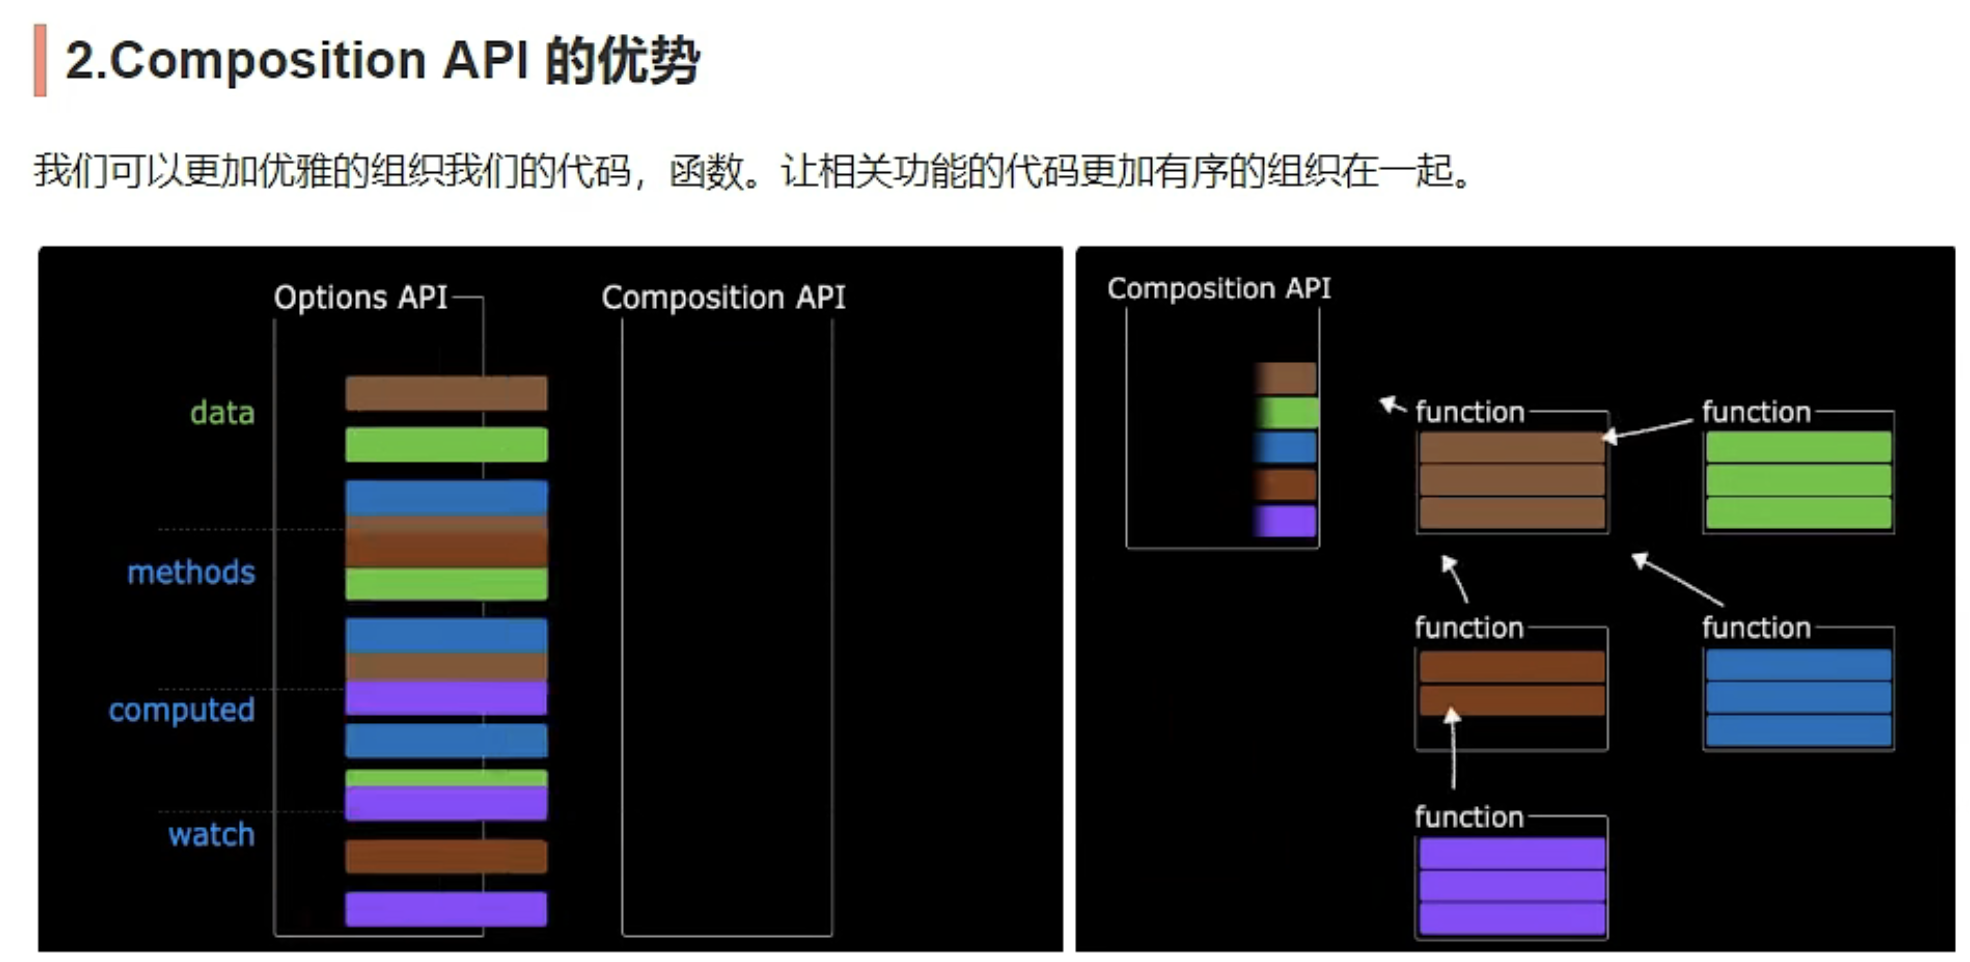 2.Composition API 的优势
我们可以更加优雅的组织我们的代码，函数。让相关功能的代码更加有序的组织在一起。
Options API
Composition API
data
methods
computed
watch
Composition API
function
function
function
function
function